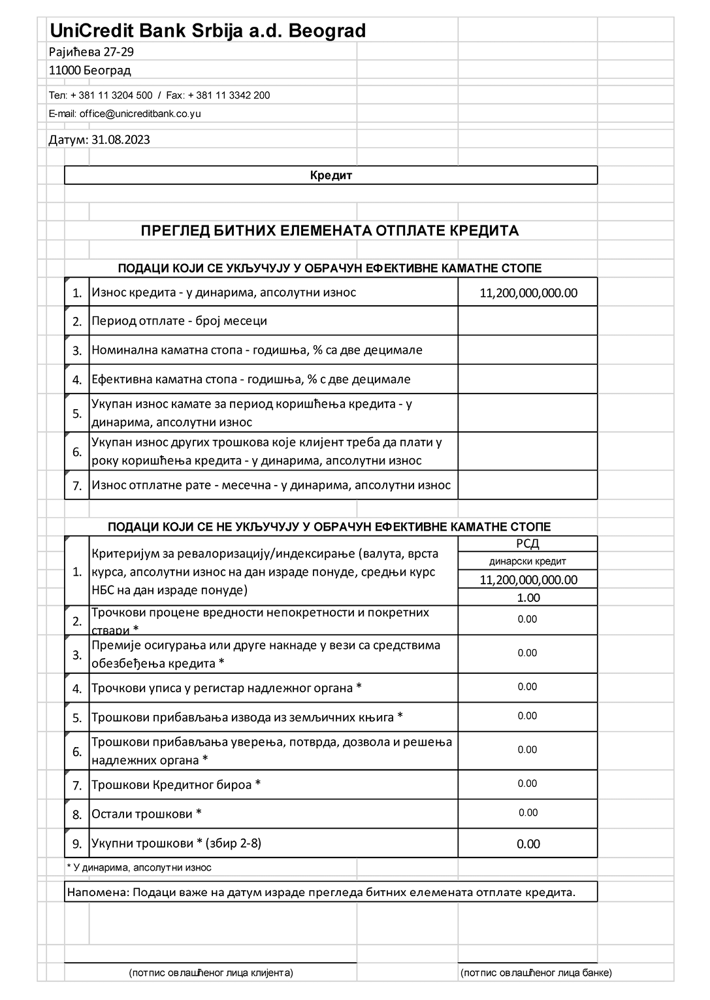 UniCredit Bank Srbija a.d. Beograd
Рајићева 27-29
11000 Београд
Тел: + 381 11 3204 500 / Fax: + 381 11 3342 200
E-mail: office@unicreditbank.co.yu
Датум: 31.08.2023
Кредит
ПРЕГЛЕД БИТНИХ ЕЛЕМЕНАТА ОТПЛАТЕ КРЕДИТА
ПОДАЦИ КОЈИ СЕ УКЉУЧУЈУ У ОБРАЧУН ЕФЕКТИВНЕ КАМАТНЕ СТОПЕ
1. Износ кредита - у динарима, апсолутни износ 11,200,000,000.00
2. Период отплате - број месеци
3. Номинална каматна стопа - годишња, % са две децимале
4. Ефективна каматна стопа - годишња, % с две децимале
5. Укупан износ камате за период коришћења кредита - у
динарима, апсолутни износ
6. Укупан износ других трошкова које клијент треба да плати у
року коришћења кредита - у динарима, апсолутни износ
7. Износ отплатне рате - месечна - у динарима, апсолутни износ
ПОДАЦИ КОЈИ СЕ НЕ УКЉУЧУЈУ У ОБРАЧУН ЕФЕКТИВНЕ КАМАТНЕ СТОПЕ
1. Критеријум за ревалоризацију/индексирање (валута, врста
курса, апсолутни износ на дан израде понуде, средњи курс
НБС на дан израде понуде)
РСД
динарски кредит
11,200,000,000.00
1.00
2. Трочкови процене вредности непокретности и покретних
ствари * 0.00
3. Премије осигурања или друге накнаде у вези са средствима
обезбеђења кредита * 0.00
4. Трочкови уписа у регистар надлежног органа * 0.00
5. Трошкови прибављања извода из земљичних књига * 0.00
6. Трошкови прибављања уверења, потврда, дозвола и решења
надлежних органа * 0.00
7. Трошкови Кредитног бироа * 0.00
8. Остали трошкови * 0.00
9. Укупни трошкови * (збир 2-8) 0.00
* У динарима, апсолутни износ
Напомена: Подаци важе на датум израде прегледа битних елемената отплате кредита.
(потпис овлашћеног лица клијента) (потпис овлашћеног лица банке)